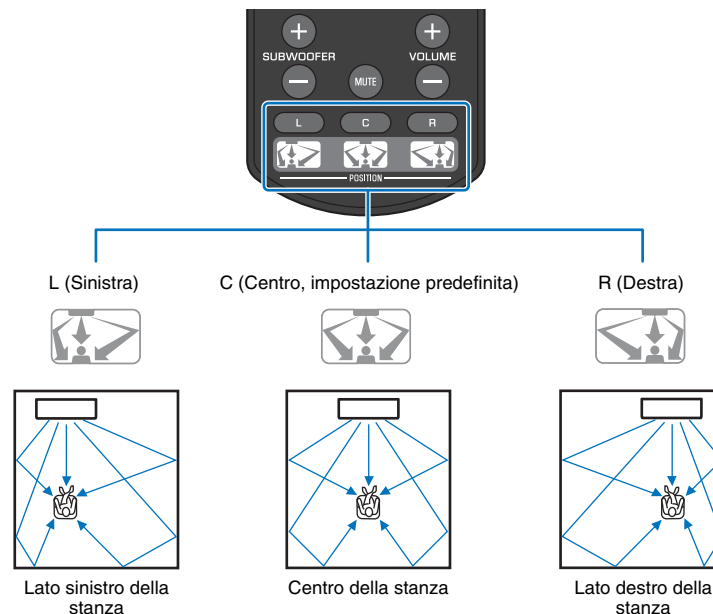 SUBWOOFER
VOLUME
MUTE
L
C
R
POSITION
L (Sinistra)
C (Centro, impostazione predefinita)
R (Destra)
Lato sinistro della
stanza
Centro della stanza
Lato destro della
stanza